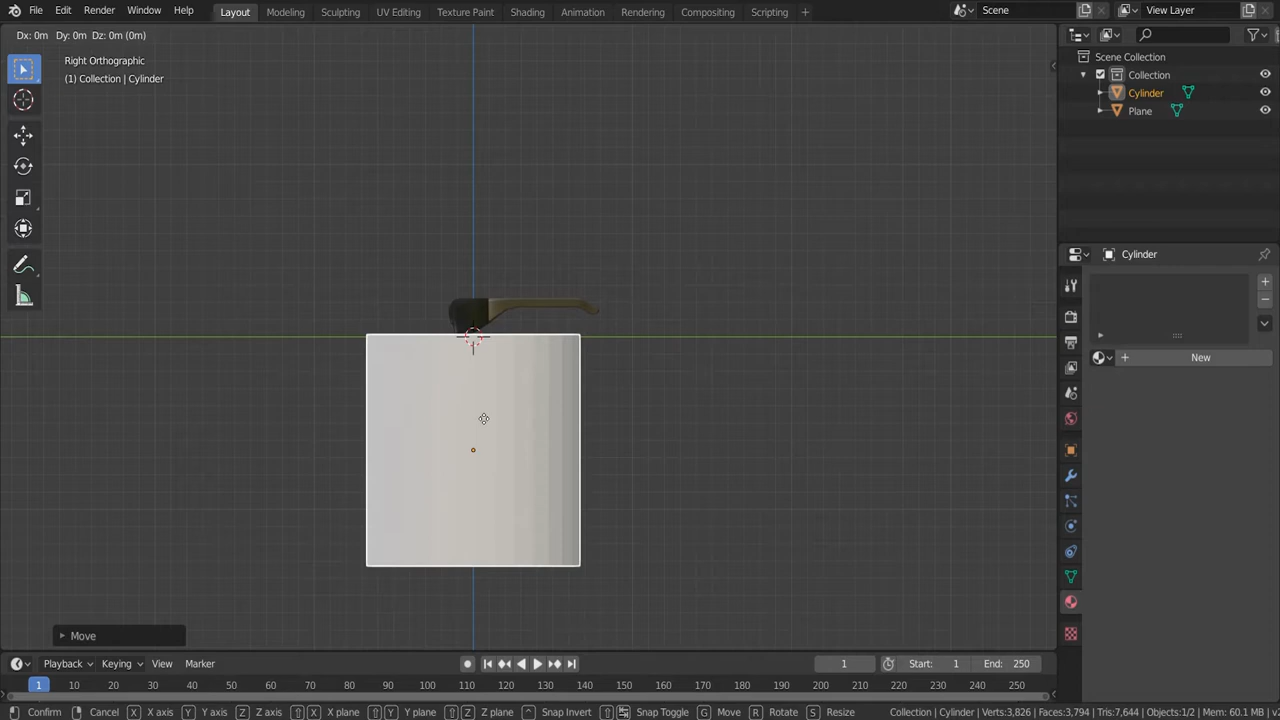 File Edit Render Window Help Layout Modeling Sculpting UV Editing Texture Paint Shading Animation Rendering Compositing Scripting + Scene View Layer
Dx: 0m Dy: 0m Dz: 0m (0m)
Right Orthographic
(1) Collection | Cylinder
Scene Collection
Collection
Cylinder
Plane
Cylinder
New
Move
Playback Keying View Marker 1 Start: 1 End: 250
1 10 20 30 40 50 60 70 80 90 100 110 120 130 140 150 160 170 180 190 200 210 220 230 240 250
Confirm Cancel X X axis Y Y axis Z Z axis X X plane Y Y plane Z Z plane Snap Invert Snap Toggle G Move R Rotate S Resize Collection | Cylinder | Verts:3,826 | Faces:3,794 | Tris:7,644 | Objects:1/2 | Mem: 60.1 MB